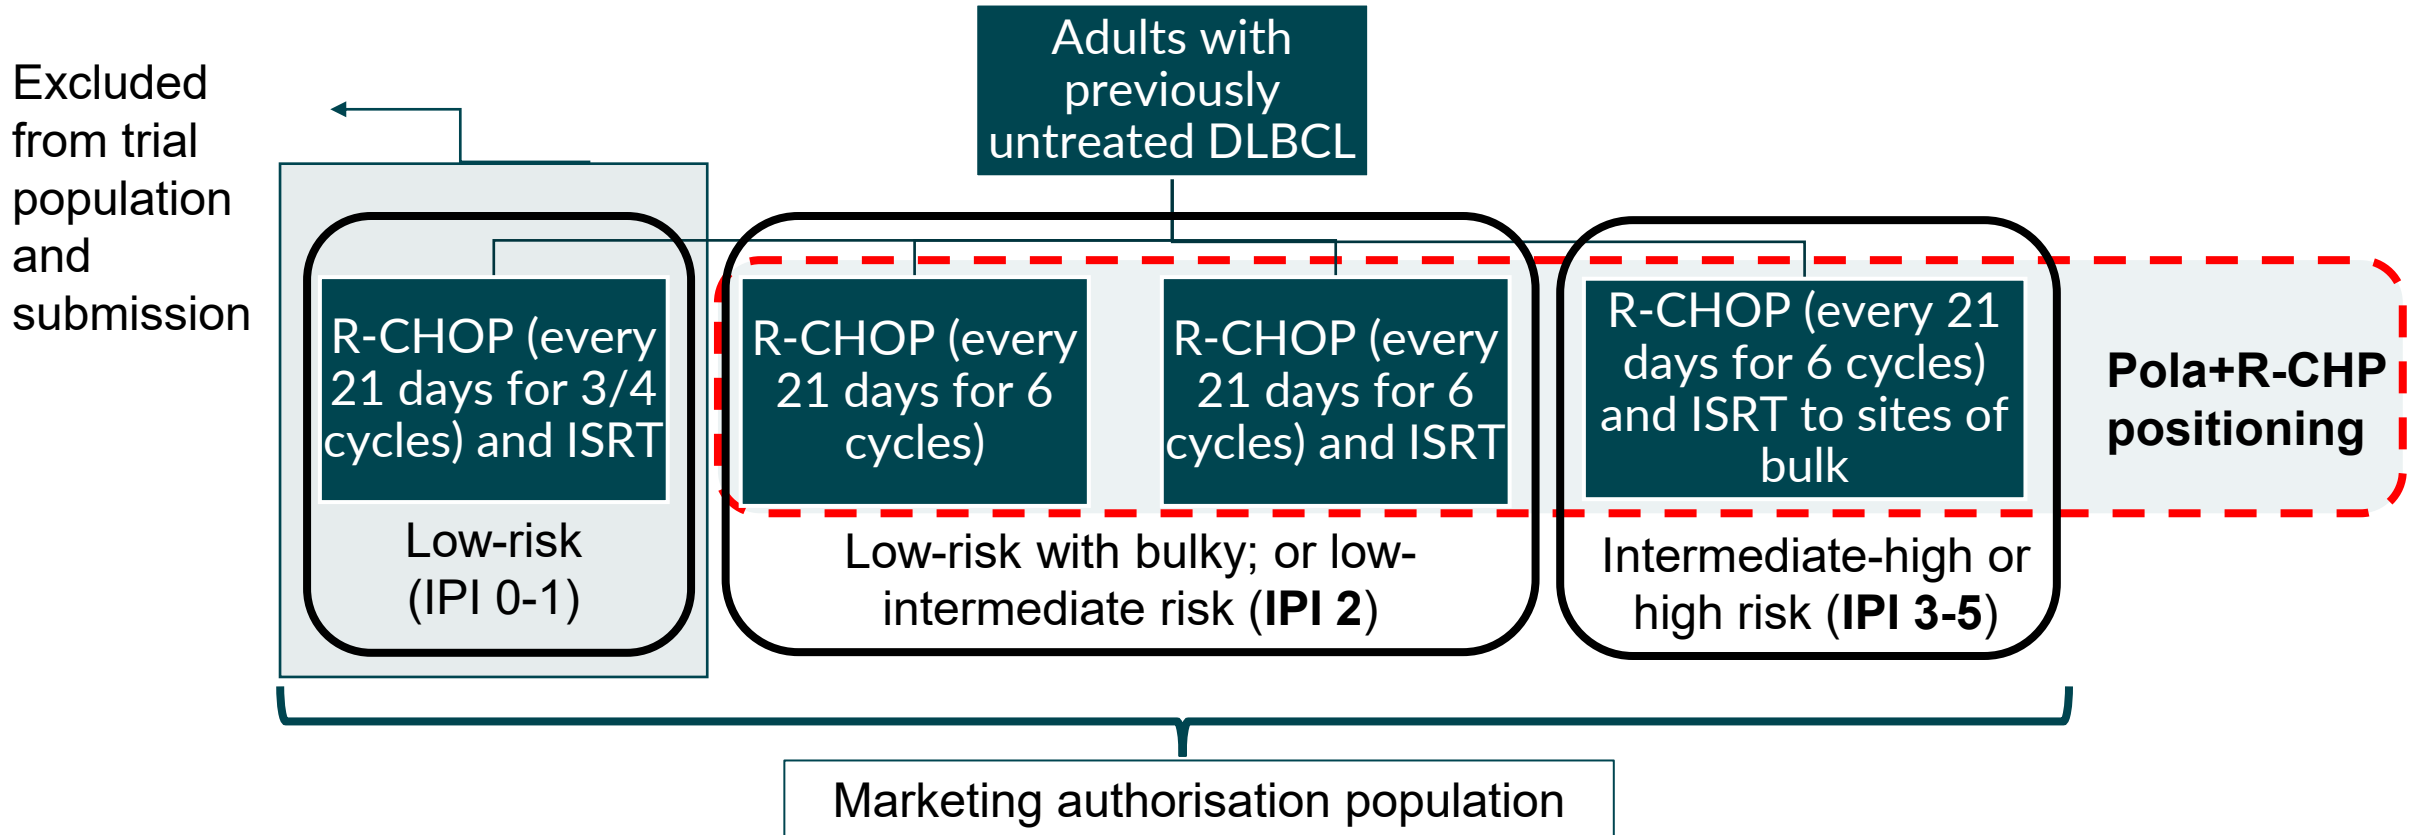 Adults with
previously
untreated DLBCL
Excluded
from trial
population
and
submission
R-CHOP (every
21 days for 3/4
cycles) and ISRT
R-CHOP (every
21 days for 6
cycles)
R-CHOP (every
21 days for 6
cycles) and ISRT
R-CHOP (every 21
days for 6 cycles)
and ISRT to sites of
bulk
Pola+R-CHP
positioning
Low-risk
(IPI 0-1)
Low-risk with bulky; or low-
intermediate risk (IPI 2)
Intermediate-high or
high risk (IPI 3-5)
Marketing authorisation population